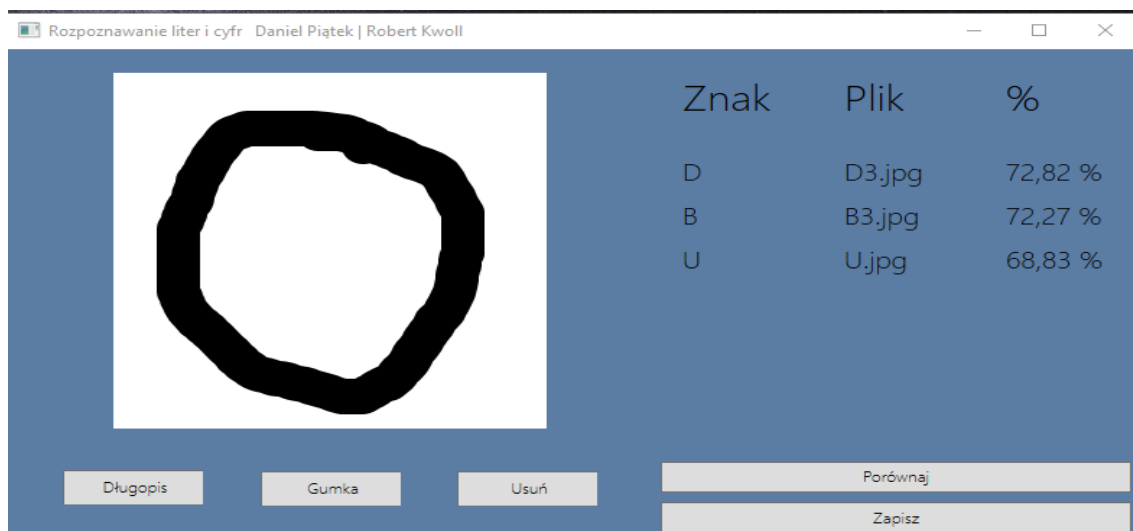 Rozpoznawanie liter i cyfr Daniel Piątek | Robert Kwoll
Znak Plik %
D D3.jpg 72,82 %
B B3.jpg 72,27 %
U U.jpg 68,83 %
Długopis Gumka Usuń
Porównaj
Zapisz